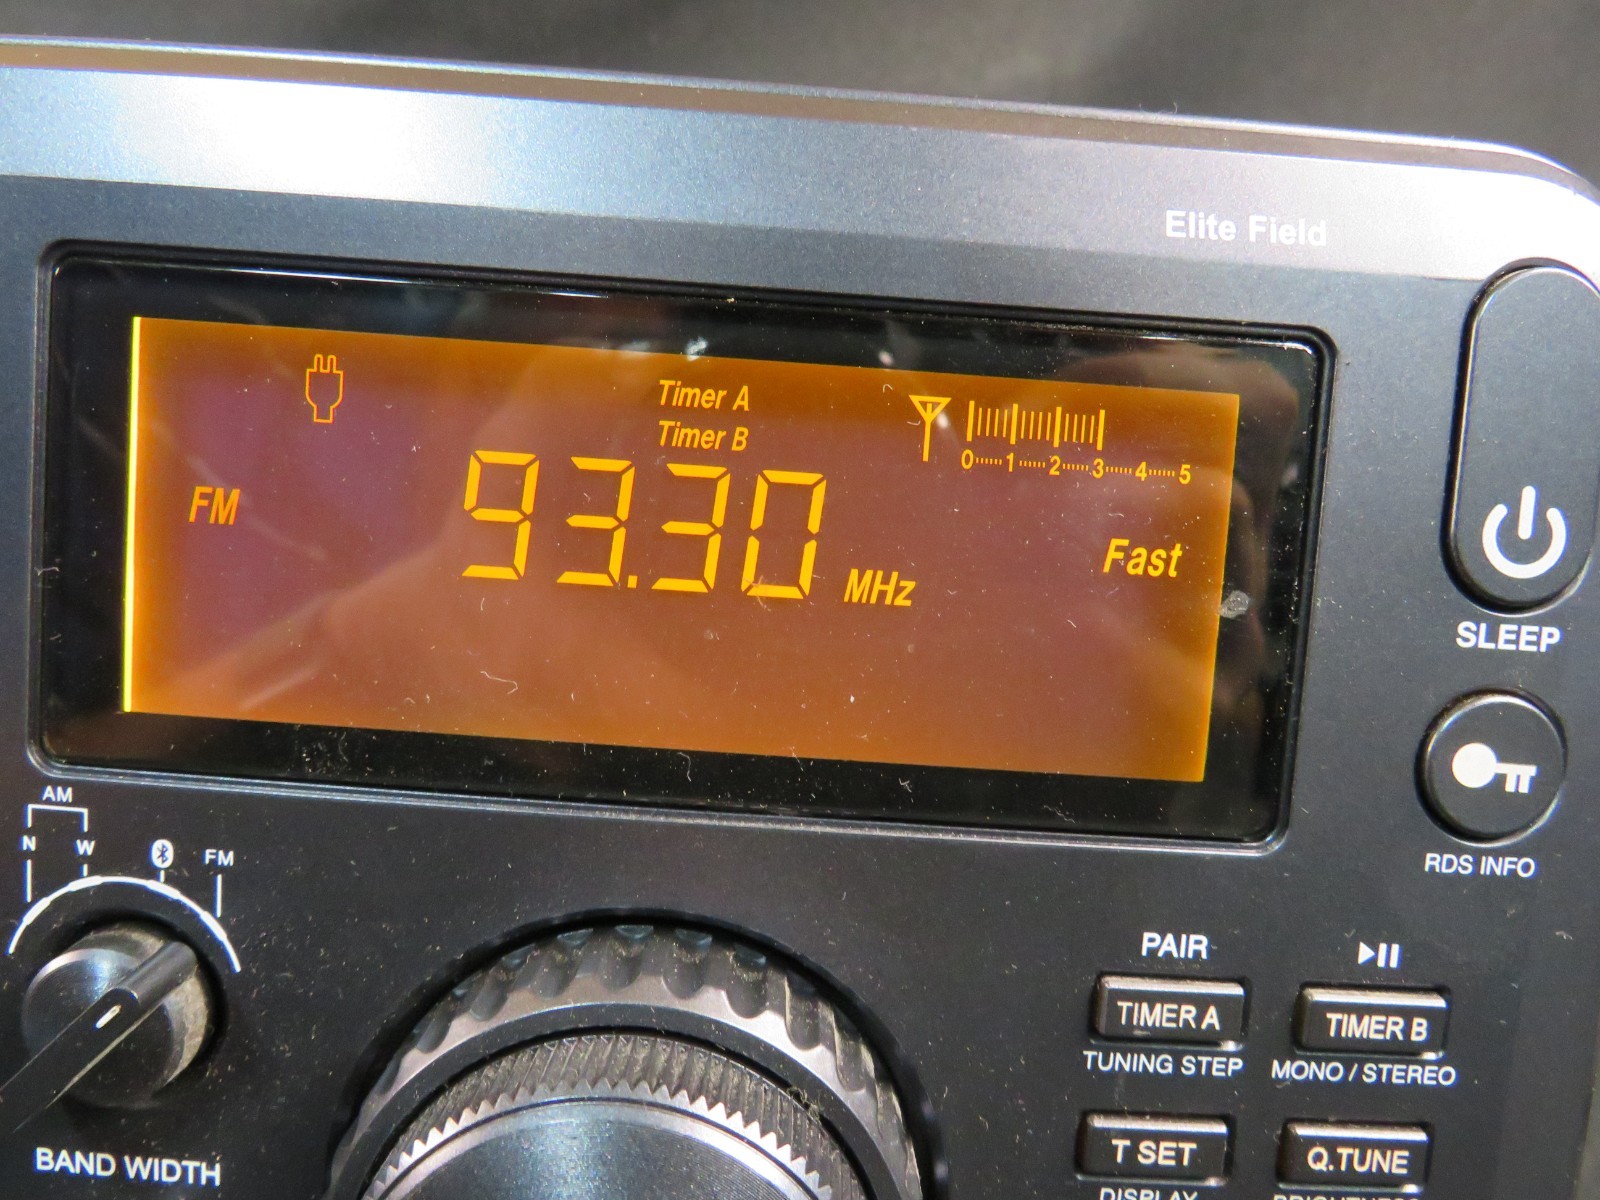 Elite Field
Timer A
Timer B
0 1 2 3 4 5
FM
93.30 MHz
Fast
SLEEP
RDS INFO
AM
N W FM
BAND WIDTH
PAIR
TIMER A
TIMER B
TUNING STEP
MONO / STEREO
T SET
Q.TUNE
DISPLAY